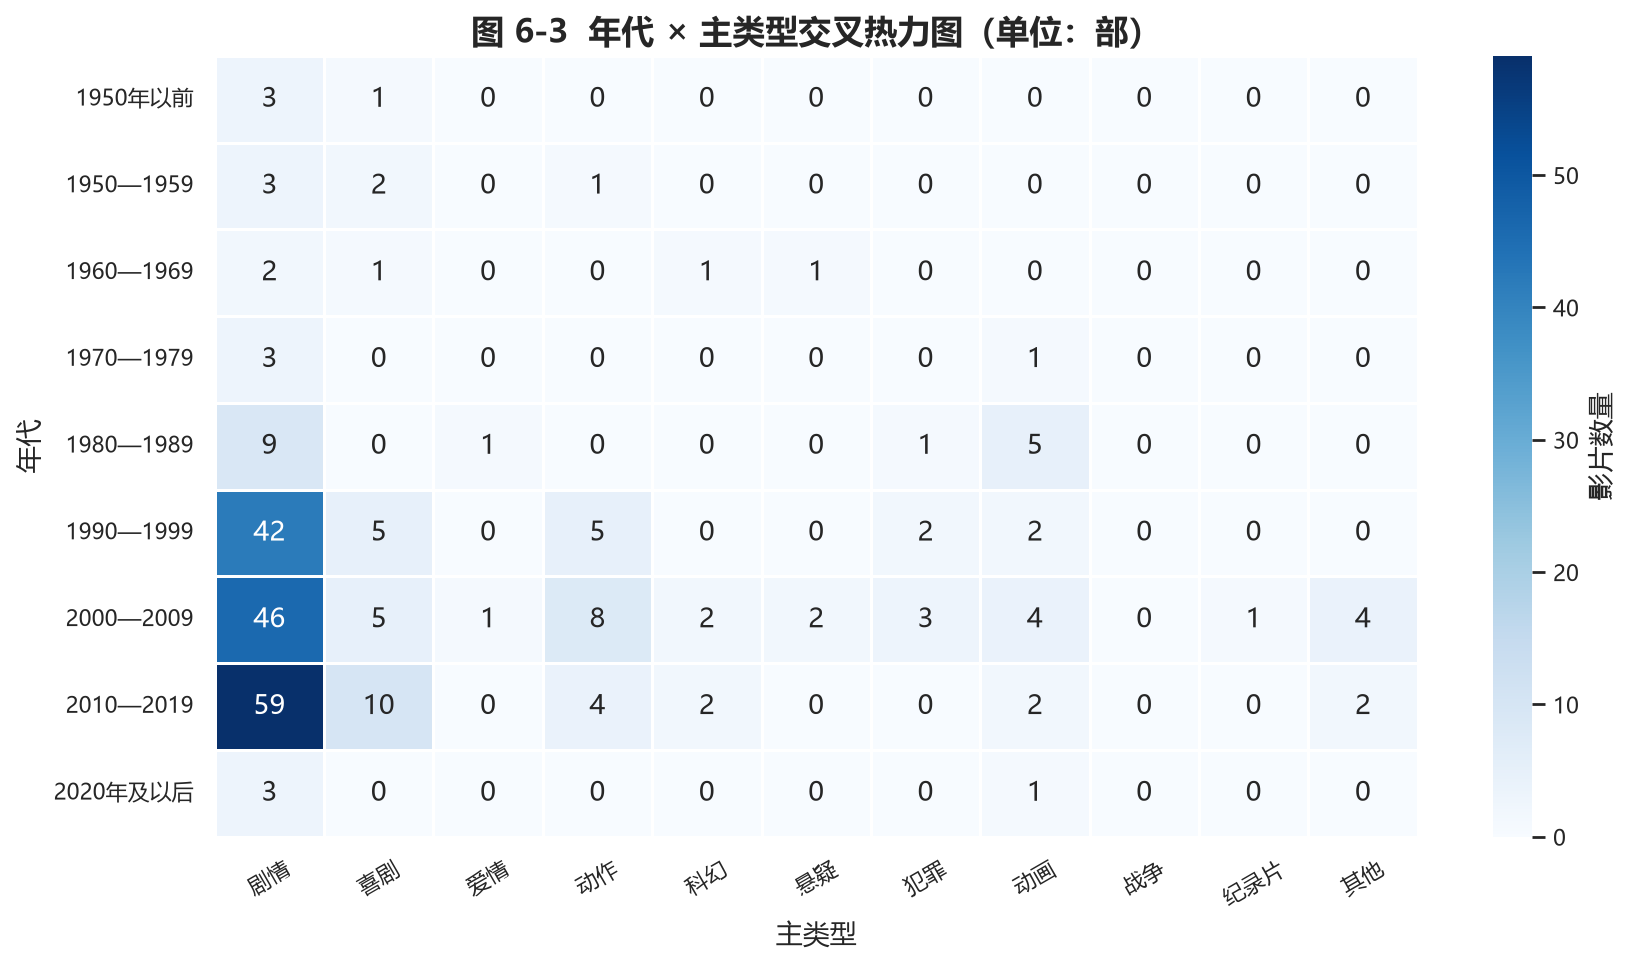 图 6-3  年代 × 主类型交叉热力图（单位：部）
年代
1950年以前 3 1 0 0 0 0 0 0 0 0 0
1950—1959 3 2 0 1 0 0 0 0 0 0 0
1960—1969 2 1 0 0 1 1 0 0 0 0 0
1970—1979 3 0 0 0 0 0 0 1 0 0 0
1980—1989 9 0 1 0 0 0 1 5 0 0 0
1990—1999 42 5 0 5 0 0 2 2 0 0 0
2000—2009 46 5 1 8 2 2 3 4 0 1 4
2010—2019 59 10 0 4 2 0 0 2 0 0 2
2020年及以后 3 0 0 0 0 0 0 1 0 0 0
剧情 喜剧 爱情 动作 科幻 悬疑 犯罪 动画 战争 纪录片 其他
主类型
50
40
30
20
10
0
影片数量